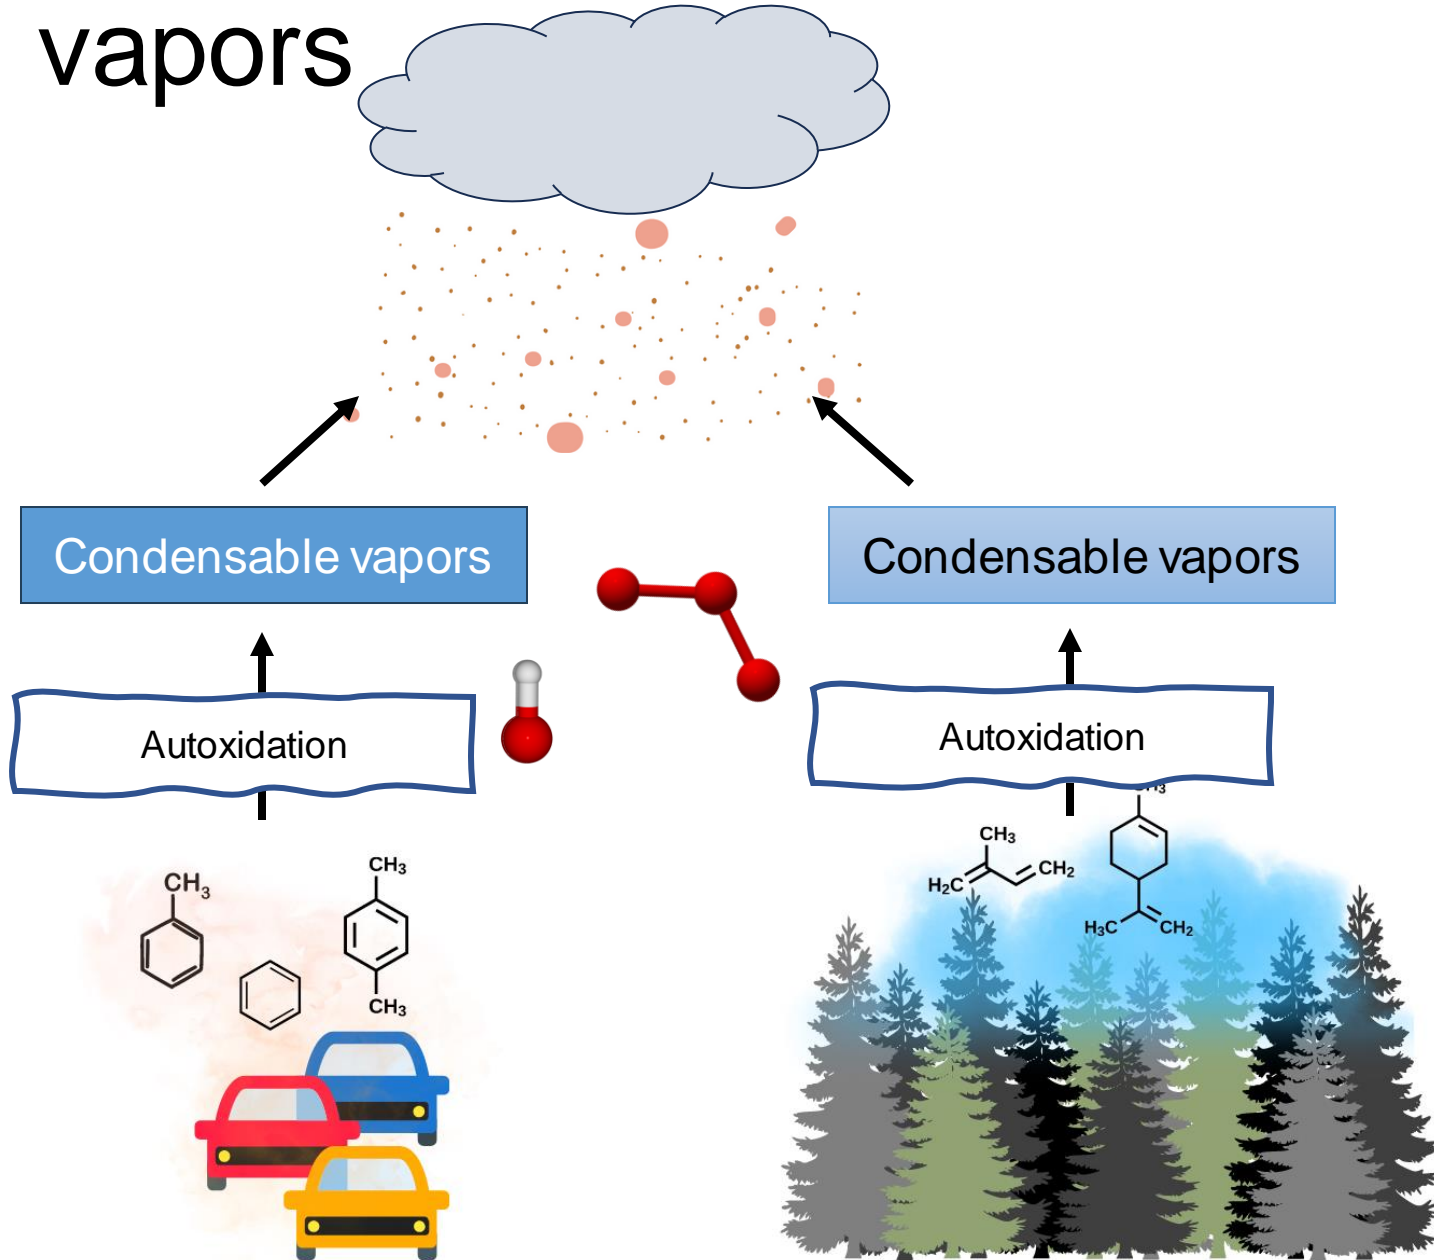 vapors
Condensable vapors
Condensable vapors
Autoxidation
Autoxidation
CH3
CH3
CH3
CH3
H2C
CH2
H3C
CH2